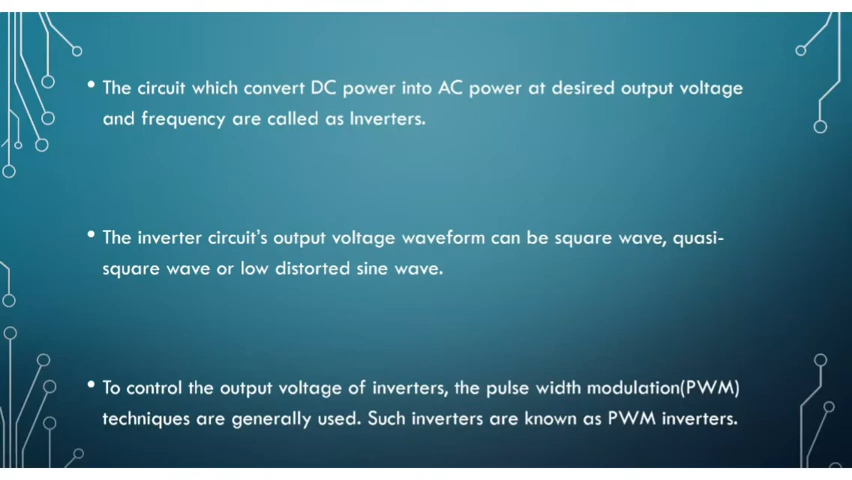 • The circuit which convert DC power into AC power at desired output voltage
and frequency are called as Inverters.
• The inverter circuit's output voltage waveform can be square wave, quasi-
square wave or low distorted sine wave.
• To control the output voltage of inverters, the pulse width modulation(PWM)
techniques are generally used. Such inverters are known as PWM inverters.